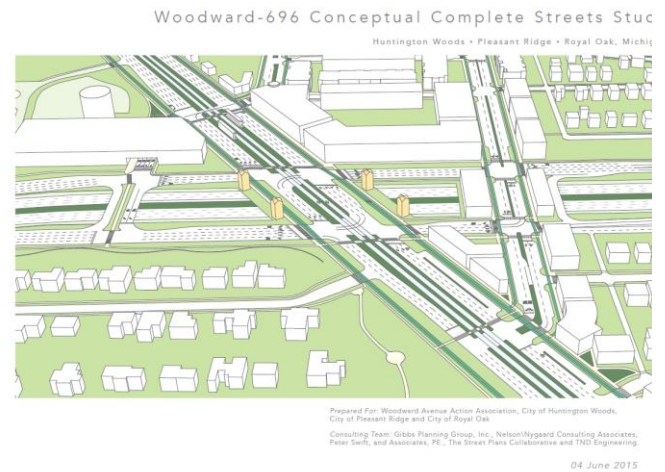 Woodward-696 Conceptual Complete Streets Stud
Huntington Woods • Pleasant Ridge • Royal Oak, Michig
Prepared For: Woodward Avenue Action Association, City of Huntington Woods,
City of Pleasant Ridge and City of Royal Oak
Consulting Team: Gibbs Planning Group, Inc., Nelson\Nygaard Consulting Associates,
Peter Swift, and Associates, PE., The Street Plans Collaborative and TND Engineering
04 June 2015